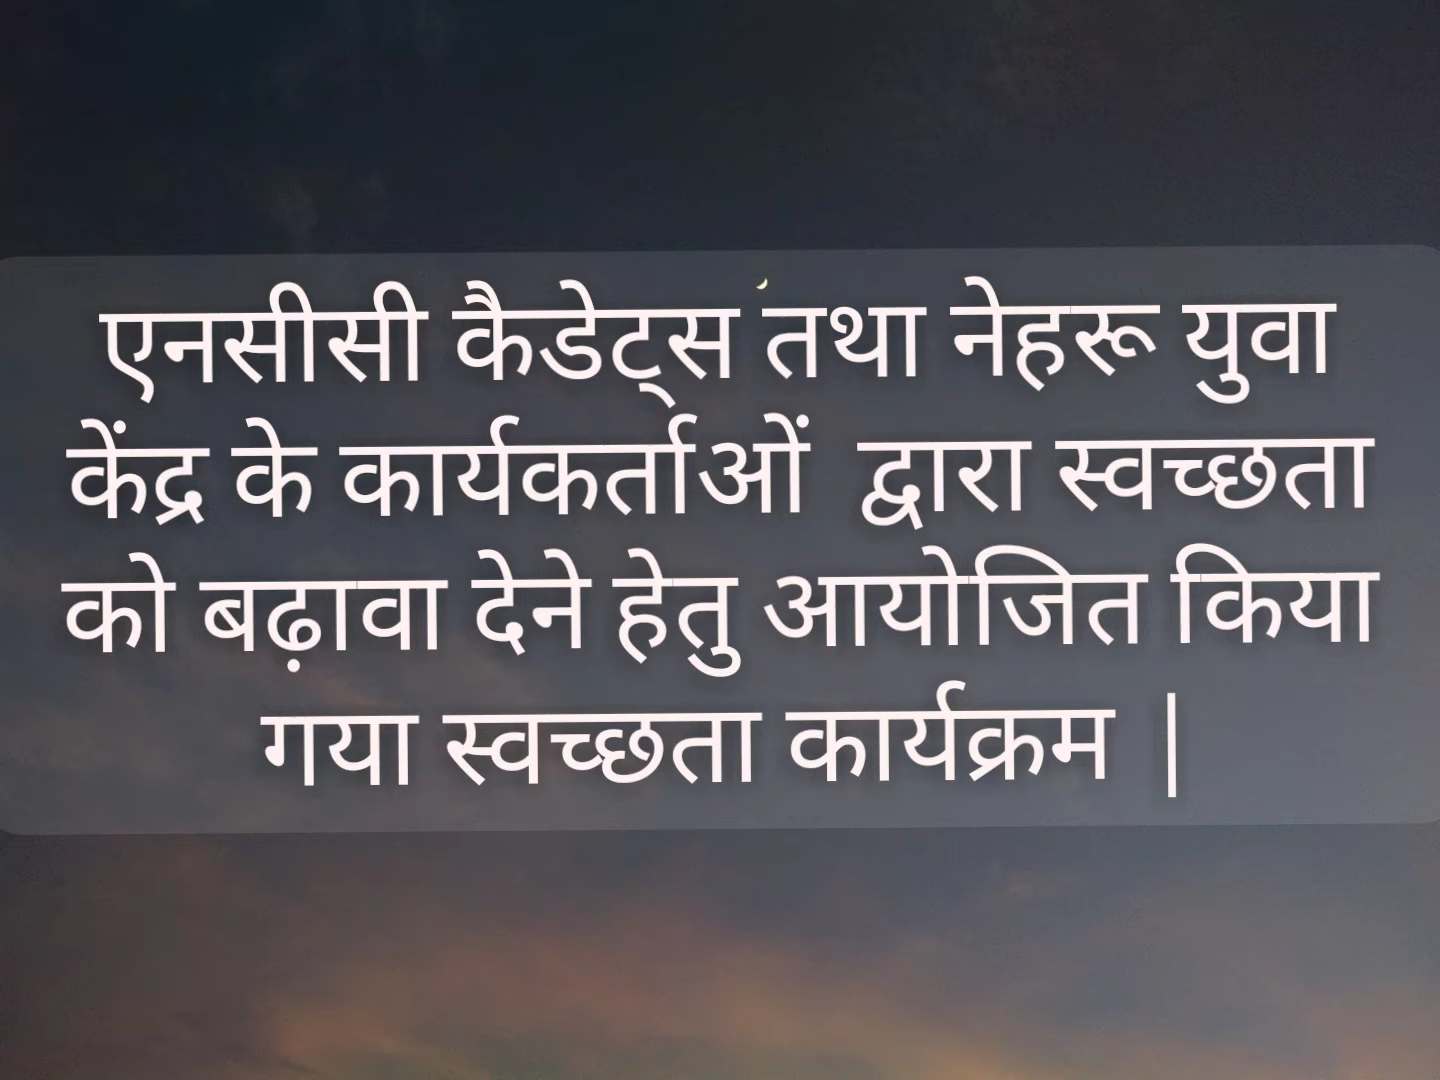 एनसीसी कैडेट्स तथा नेहरू युवा
केंद्र के कार्यकर्ताओं  द्वारा स्वच्छता
को बढ़ावा देने हेतु आयोजित किया
गया स्वच्छता कार्यक्रम |